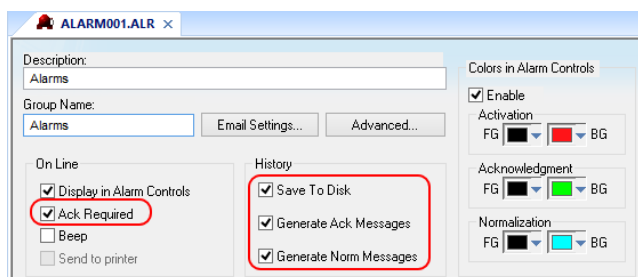 ALARM001.ALR ×
Description:
Alarms
Group Name:
Alarms
Email Settings...
Advanced...
On Line
Display in Alarm Controls
Ack Required
Beep
Send to printer
History
Save To Disk
Generate Ack Messages
Generate Norm Messages
Colors in Alarm Controls
Enable
Activation
FG BG
Acknowledgment
FG BG
Normalization
FG BG